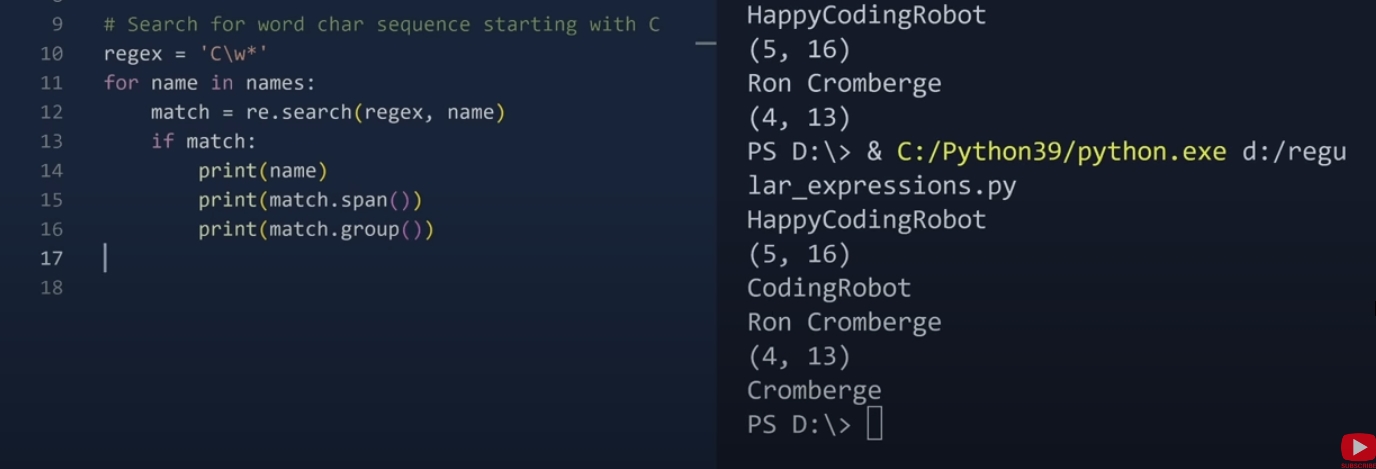 9 # Search for word char sequence starting with C
10 regex = 'C\w*'
11 for name in names:
12     match = re.search(regex, name)
13     if match:
14         print(name)
15         print(match.span())
16         print(match.group())
17
18
HappyCodingRobot
(5, 16)
Ron Cromberge
(4, 13)
PS D:\> & C:/Python39/python.exe d:/regu
lar_expressions.py
HappyCodingRobot
(5, 16)
CodingRobot
Ron Cromberge
(4, 13)
Cromberge
PS D:\>
SUBSCRIBE